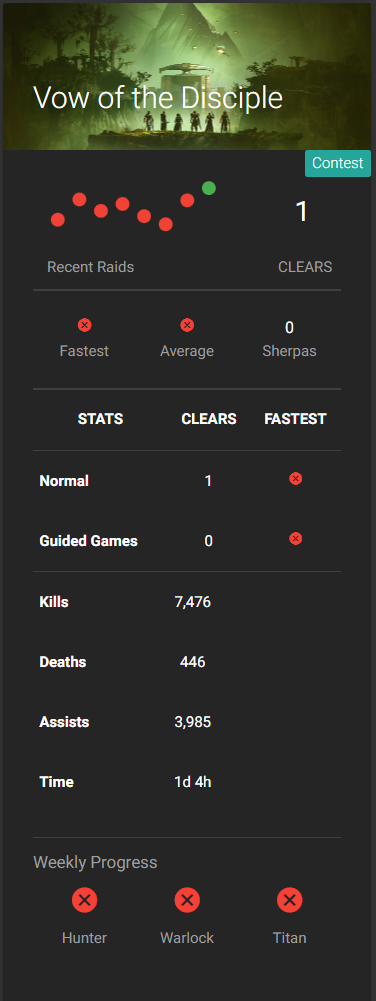 Vow of the Disciple
Contest
1
Recent Raids CLEARS
0
Fastest Average Sherpas
STATS CLEARS FASTEST
Normal 1
Guided Games 0
Kills 7,476
Deaths 446
Assists 3,985
Time 1d 4h
Weekly Progress
Hunter Warlock Titan